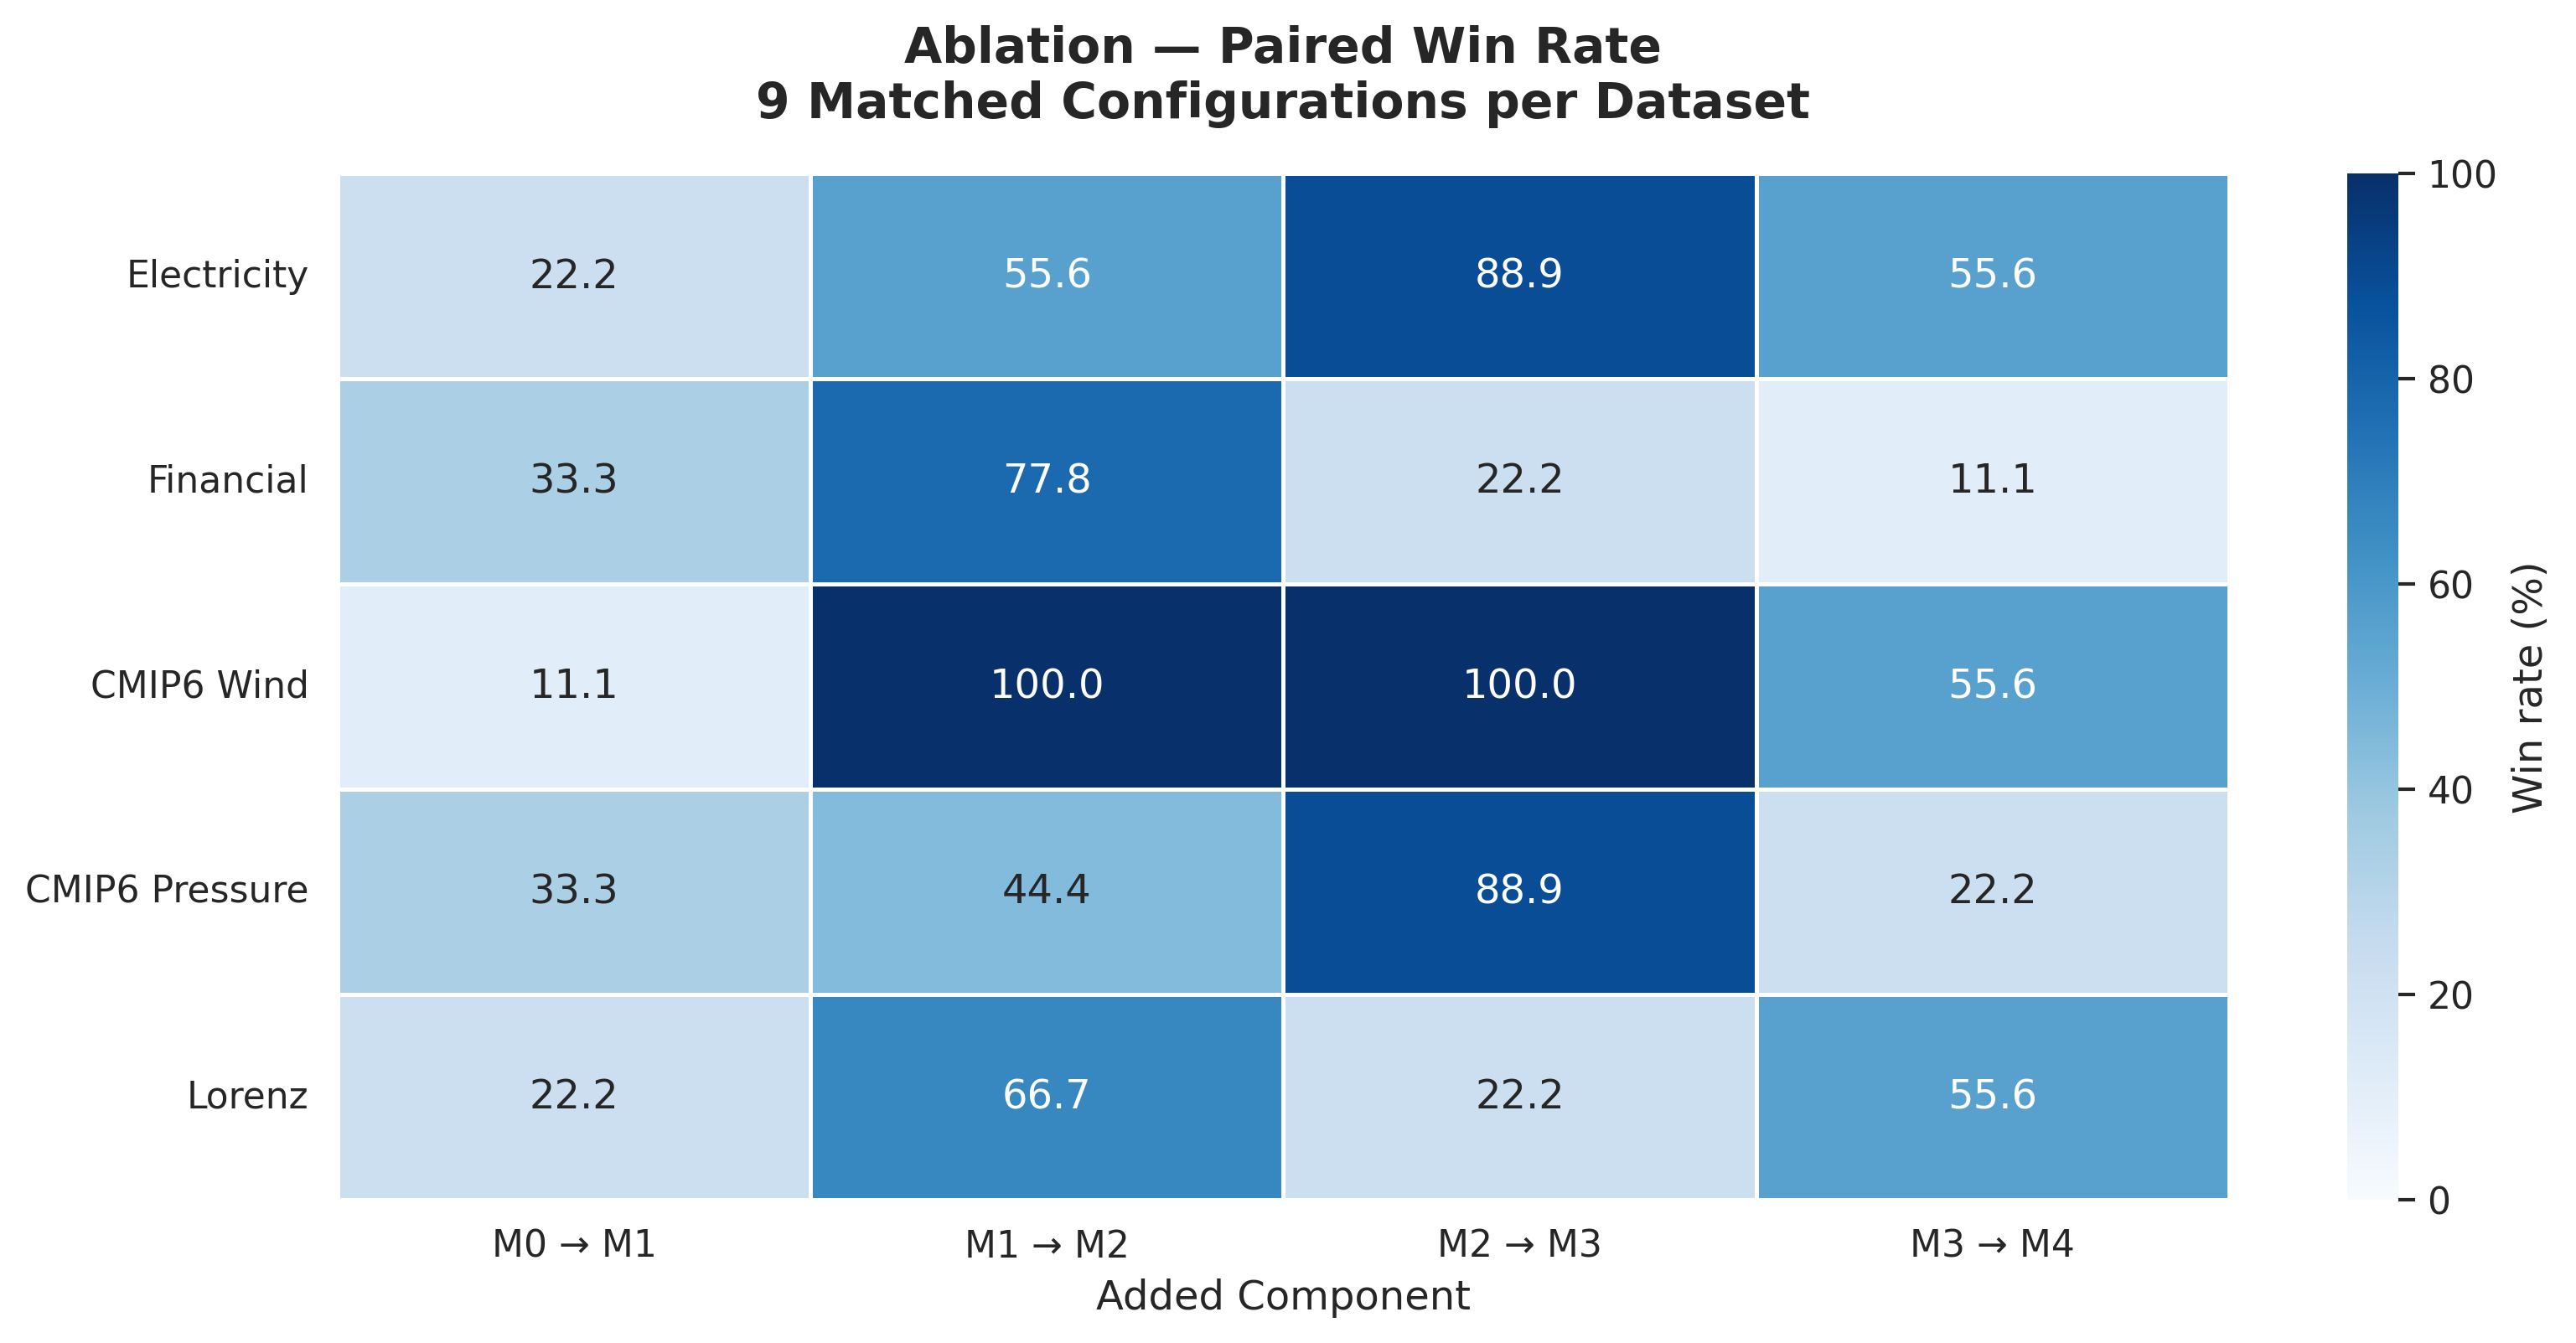 Ablation — Paired Win Rate
9 Matched Configurations per Dataset
Electricity 22.2 55.6 88.9 55.6
Financial 33.3 77.8 22.2 11.1
CMIP6 Wind 11.1 100.0 100.0 55.6
CMIP6 Pressure 33.3 44.4 88.9 22.2
Lorenz 22.2 66.7 22.2 55.6
M0 → M1 M1 → M2 M2 → M3 M3 → M4
Added Component
100
80
60
40
20
0
Win rate (%)